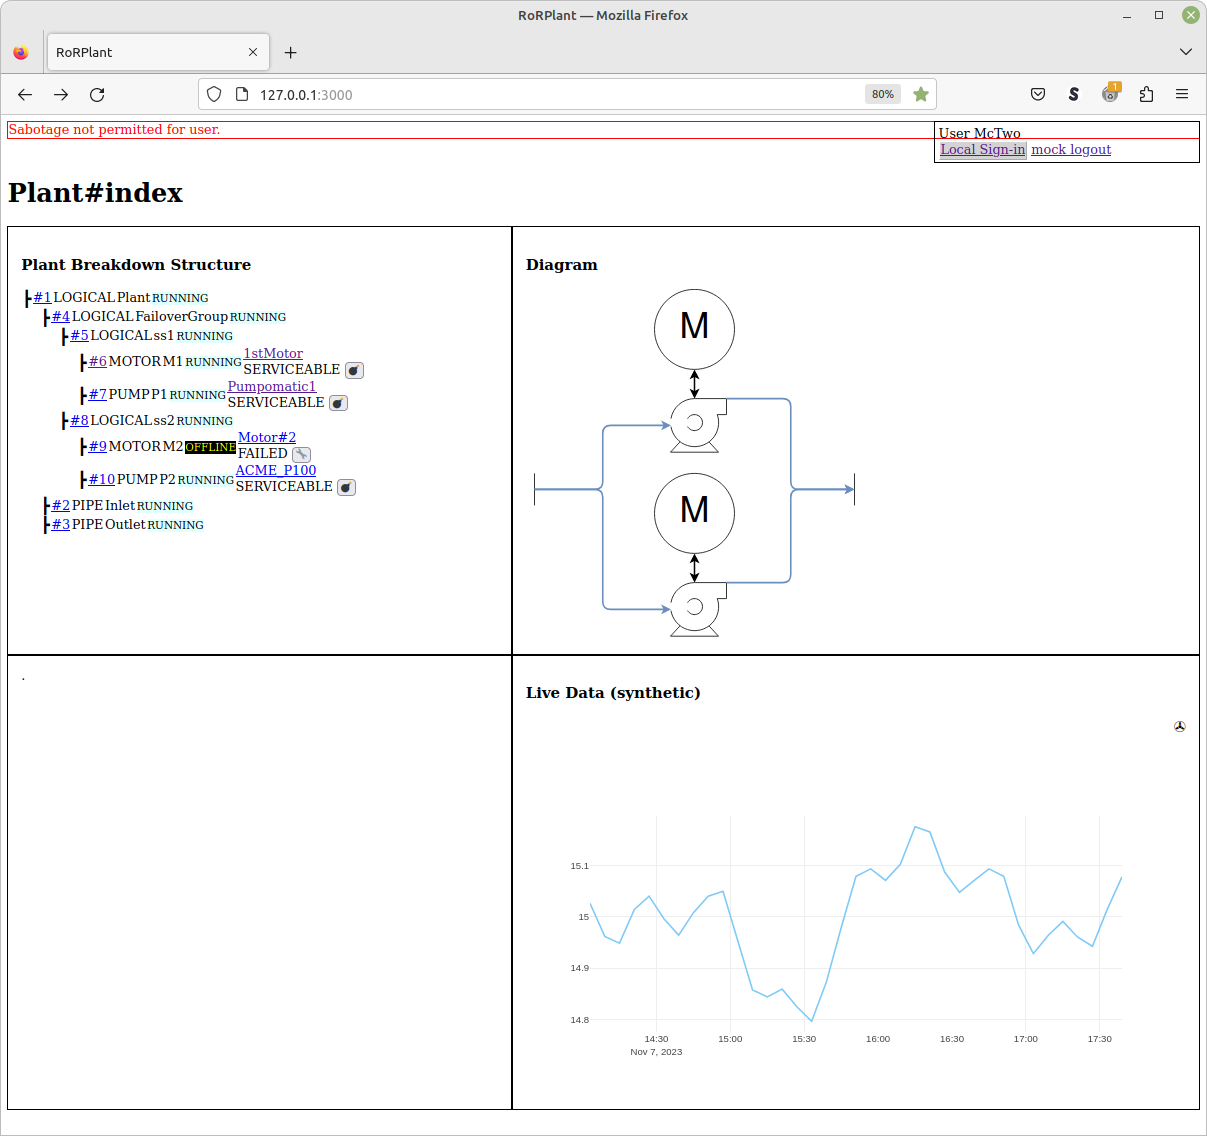 RoRPlant — Mozilla Firefox
RoRPlant
127.0.0.1:3000
80%
S
1
Sabotage not permitted for user.
User McTwo
Local Sign-in mock logout
Plant#index
Plant Breakdown Structure
#1 LOGICAL Plant RUNNING
#4 LOGICAL FailoverGroup RUNNING
#5 LOGICAL ss1 RUNNING
#6 MOTOR M1 RUNNING 1stMotor
SERVICEABLE
#7 PUMP P1 RUNNING Pumpomatic1
SERVICEABLE
#8 LOGICAL ss2 RUNNING
#9 MOTOR M2 OFFLINE Motor#2
FAILED
#10 PUMP P2 RUNNING ACME_P100
SERVICEABLE
#2 PIPE Inlet RUNNING
#3 PIPE Outlet RUNNING
Diagram
M
M
.
Live Data (synthetic)
15.1
15
14.9
14.8
14:30 15:00 15:30 16:00 16:30 17:00 17:30
Nov 7, 2023